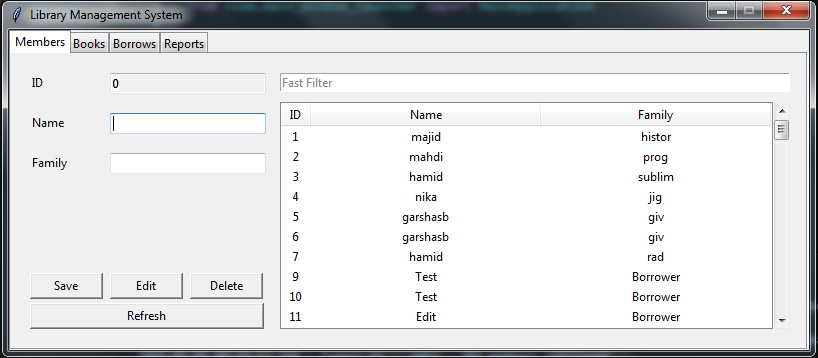 Library Management System
Members Books Borrows Reports
ID 0
Name
Family
Save Edit Delete
Refresh
Fast Filter
ID Name Family
1 majid histor
2 mahdi prog
3 hamid sublim
4 nika jig
5 garshasb giv
6 garshasb giv
7 hamid rad
9 Test Borrower
10 Test Borrower
11 Edit Borrower